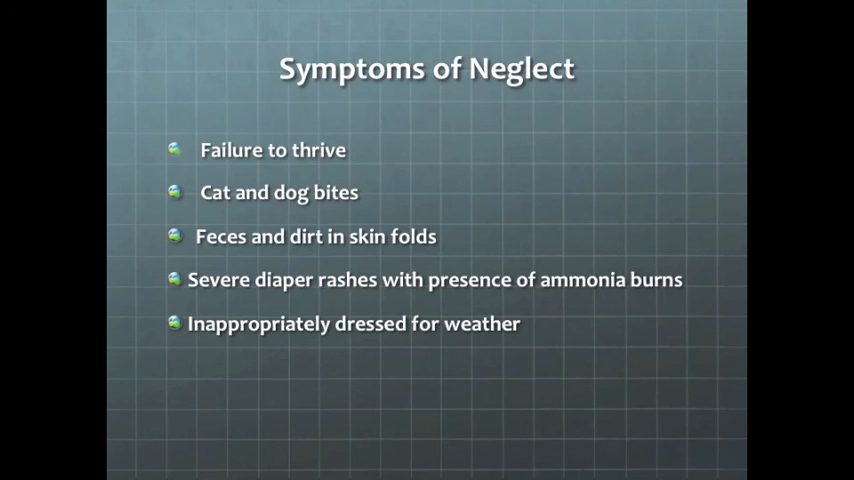 Symptoms of Neglect
Failure to thrive
Cat and dog bites
Feces and dirt in skin folds
Severe diaper rashes with presence of ammonia burns
Inappropriately dressed for weather